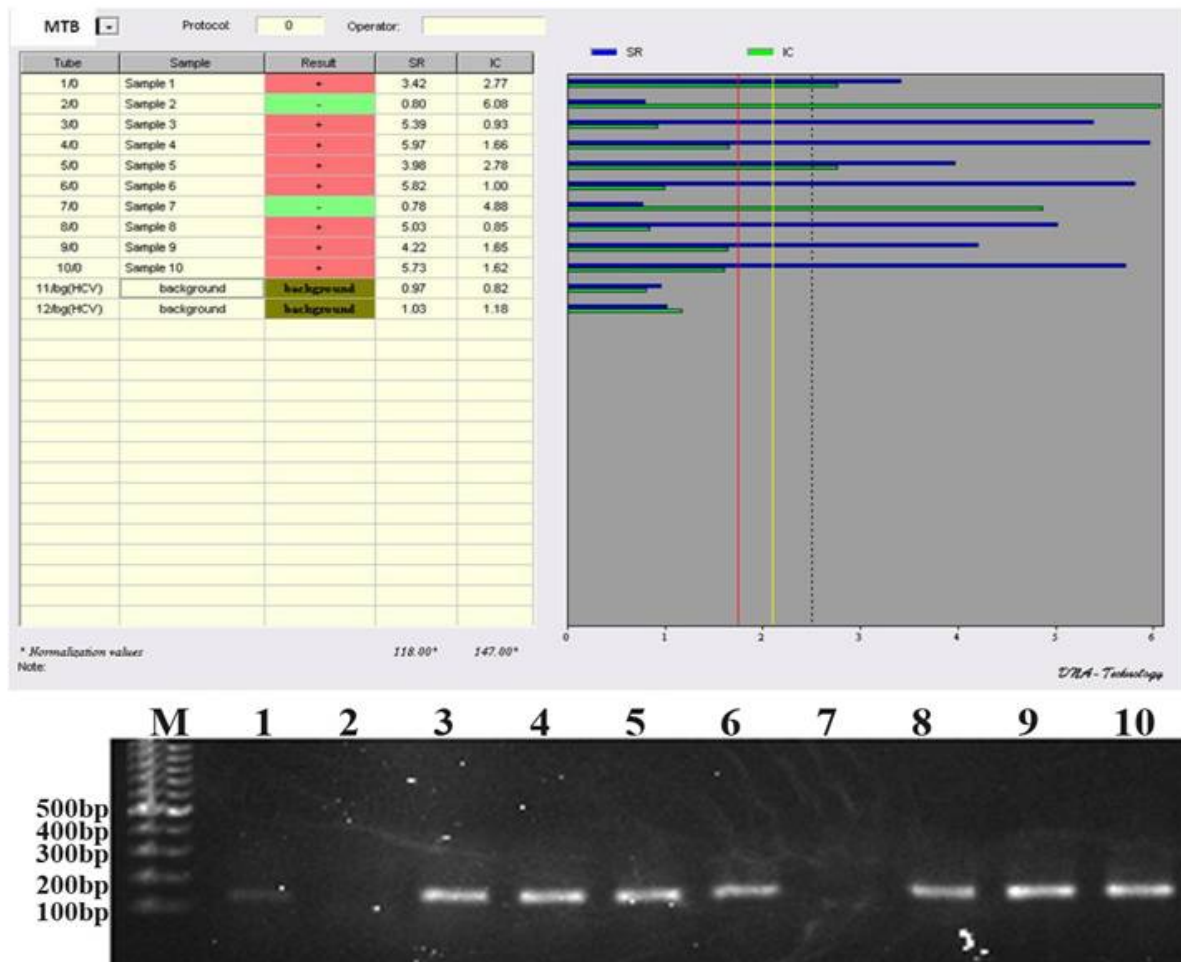 MTB Protocol: 0 Operator:
SR IC
Tube Sample Result SR IC
1/0 Sample 1 + 3.42 2.77
2/0 Sample 2 - 0.80 6.08
3/0 Sample 3 + 5.39 0.93
4/0 Sample 4 + 5.97 1.66
5/0 Sample 5 + 3.98 2.78
6/0 Sample 6 + 5.82 1.00
7/0 Sample 7 - 0.78 4.88
8/0 Sample 8 + 5.03 0.85
9/0 Sample 9 + 4.22 1.65
10/0 Sample 10 + 5.73 1.62
11/bg(HCV) background background 0.97 0.82
12/bg(HCV) background background 1.03 1.18
0 1 2 3 4 5 6
* Normalization values 118.00* 147.00*
Note:
DNA-Technology
M 1 2 3 4 5 6 7 8 9 10
500bp
400bp
300bp
200bp
100bp